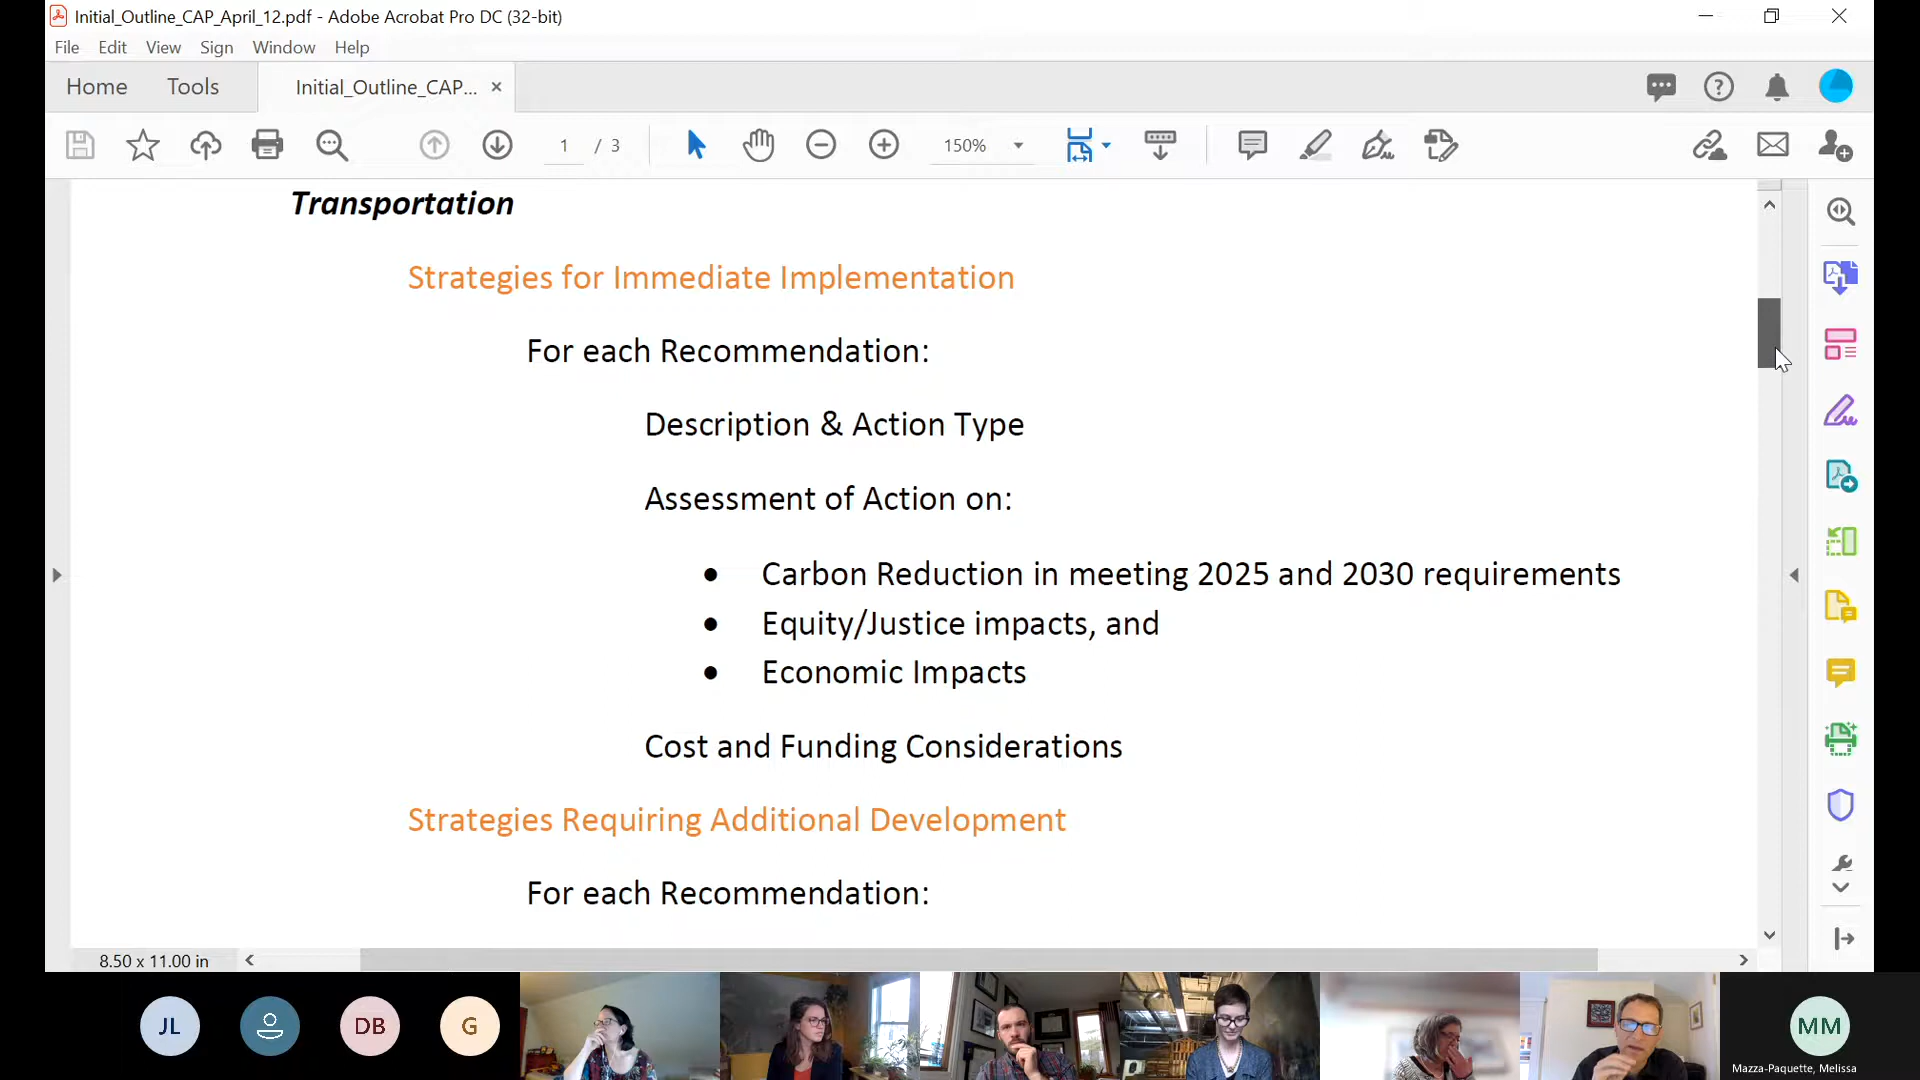 Initial_Outline_CAP_April_12.pdf - Adobe Acrobat Pro DC (32-bit)
File Edit View Sign Window Help
Home Tools Initial_Outline_CAP... ×
1 / 3 150%
Transportation
Strategies for Immediate Implementation
For each Recommendation:
Description & Action Type
Assessment of Action on:
• Carbon Reduction in meeting 2025 and 2030 requirements
• Equity/Justice impacts, and
• Economic Impacts
Cost and Funding Considerations
Strategies Requiring Additional Development
For each Recommendation:
8.50 x 11.00 in
JL DB G MM
Mazza-Paquette, Melissa